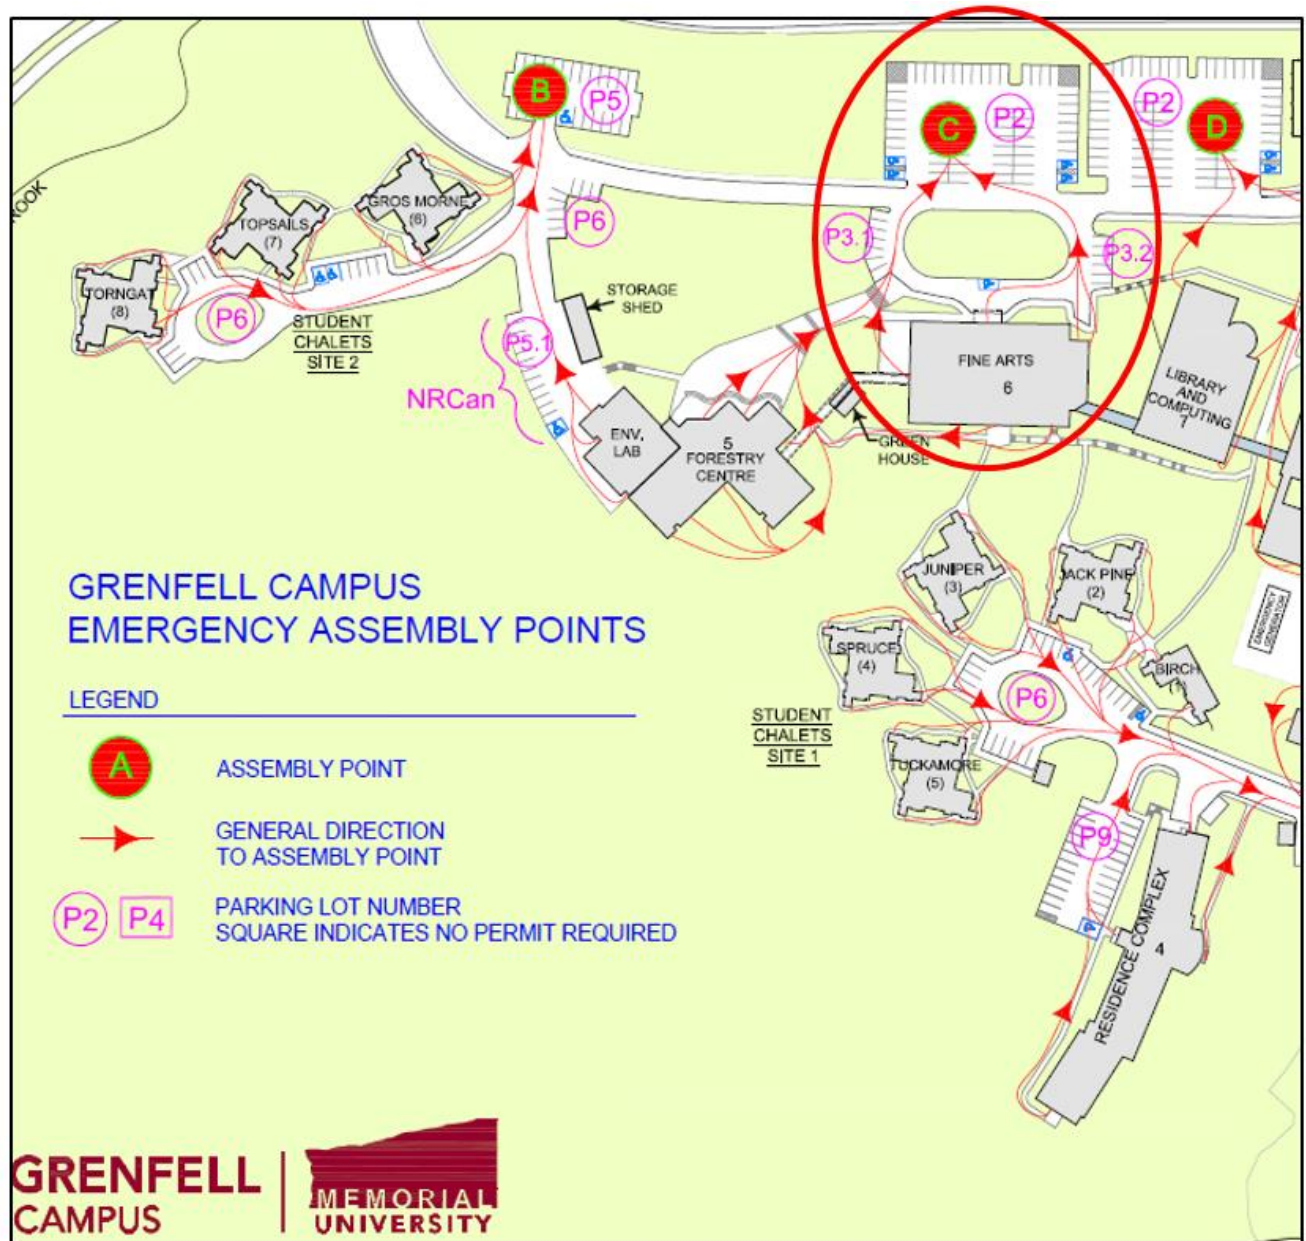 B
P5
C
P2
P2
D
OOK
GROS MORNE
(6)
TOPSAILS
(7)
TORNGAT
(8)
P6
P6
P3.1
P3.2
STORAGE
SHED
STUDENT
CHALETS
SITE 2
P5.1
NRCan
FINE ARTS
6
LIBRARY
AND
COMPUTING
7
ENV.
LAB
5
FORESTRY
CENTRE
GREEN
HOUSE
GRENFELL CAMPUS
EMERGENCY ASSEMBLY POINTS
LEGEND
A
ASSEMBLY POINT
GENERAL DIRECTION
TO ASSEMBLY POINT
P2 P4
PARKING LOT NUMBER
SQUARE INDICATES NO PERMIT REQUIRED
JUNIPER
(3)
JACK PINE
(2)
EMERGENCY
GENERATOR
SPRUCE
(4)
BIRCH
(1)
P6
STUDENT
CHALETS
SITE 1
TUCKAMORE
(5)
P9
RESIDENCE COMPLEX
4
GRENFELL
CAMPUS
MEMORIAL
UNIVERSITY